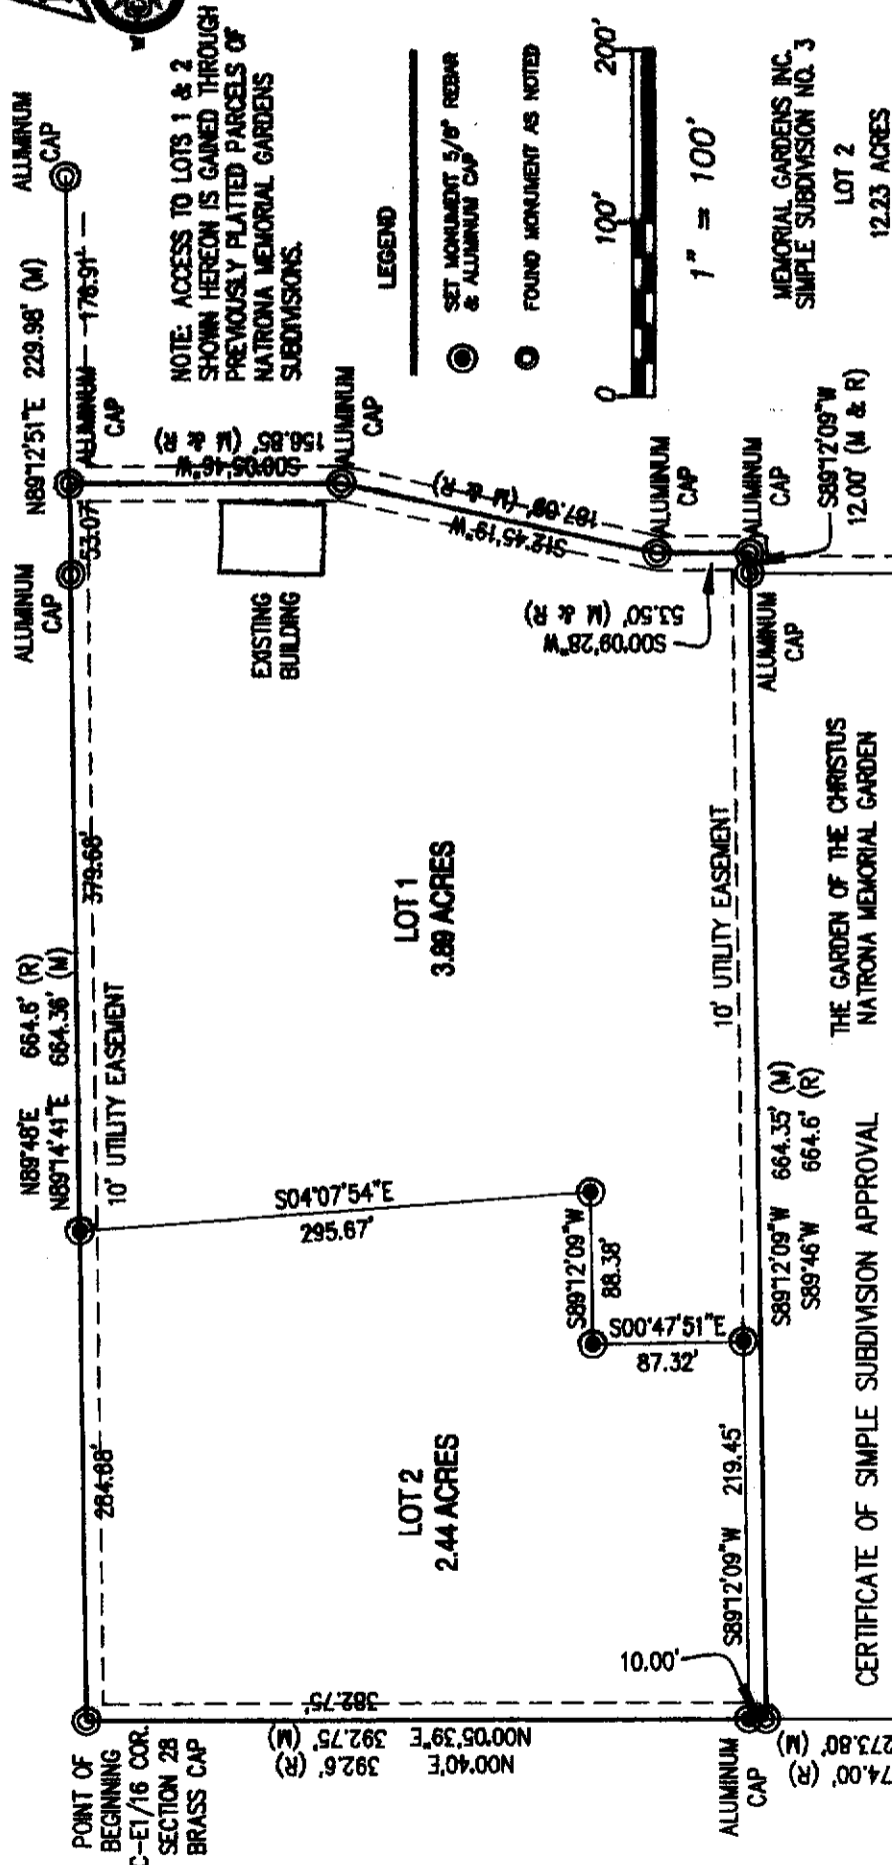 W
ALUMINUM
CAP
N89°12'51"E 229.98' (M)
176.91'
ALUMINUM
CAP
53.07'
ALUMINUM
CAP
NOTE: ACCESS TO LOTS 1 & 2
SHOWN HEREON IS GAINED THROUGH
PREVIOUSLY PLATTED PARCELS OF
NATRONA MEMORIAL GARDENS
SUBDIVISIONS.
LEGEND
SET MONUMENT 5/8" REBAR
& ALUMINUM CAP
FOUND MONUMENT AS NOTED
0 100' 200'
1" = 100'
MEMORIAL GARDENS INC.
SIMPLE SUBDIVISION NO. 3
LOT 2
12.23 ACRES
S00°05'46"W
156.85' (M & R)
ALUMINUM
CAP
S12°45'19"W
187.09' (M & R)
ALUMINUM
CAP
S00°09'28"W
53.50' (M & R)
ALUMINUM
CAP
S89°12'09"W
12.00' (M & R)
ALUMINUM
CAP
EXISTING
BUILDING
N89°48'E 664.6' (R)
N89°14'41"E 664.36' (M)
379.68'
10' UTILITY EASEMENT
LOT 1
3.89 ACRES
10' UTILITY EASEMENT
S04°07'54"E
295.67'
S89°12'09"W
88.38'
S00°47'51"E
87.32'
284.68'
LOT 2
2.44 ACRES
S89°12'09"W 219.45'
10.00'
S89°12'09"W 664.35' (M)
S89°46'W 664.6' (R)
THE GARDEN OF THE CHRISTUS
NATRONA MEMORIAL GARDEN
POINT OF
BEGINNING
C-E1/16 COR.
SECTION 28
BRASS CAP
382.75'
N00°05'39"E 392.75' (M)
N00°40'E 392.6' (R)
ALUMINUM
CAP
273.80' (M)
74.00' (R)
CERTIFICATE OF SIMPLE SUBDIVISION APPROVAL